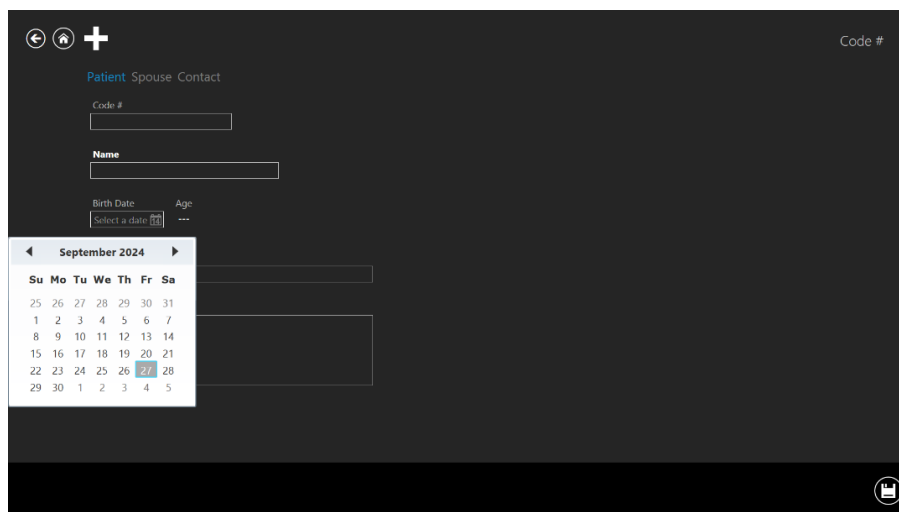 Code #
Patient Spouse Contact
Code #
Name
Birth Date Age
Select a date 14 ---
September 2024
Su Mo Tu We Th Fr Sa
25 26 27 28 29 30 31
1 2 3 4 5 6 7
8 9 10 11 12 13 14
15 16 17 18 19 20 21
22 23 24 25 26 27 28
29 30 1 2 3 4 5